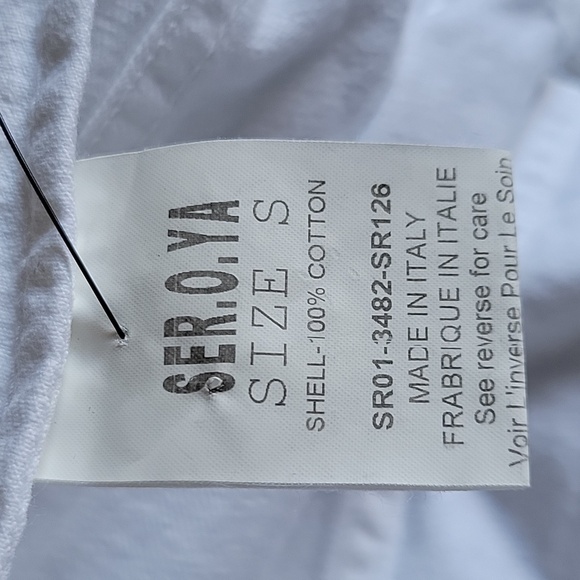 SER.O.YA
SIZE S
SHELL-100% COTTON
SR01-3482-SR126
MADE IN ITALY
FRABRIQUE IN ITALIE
See reverse for care
Voir L'inverse Pour Le Soin